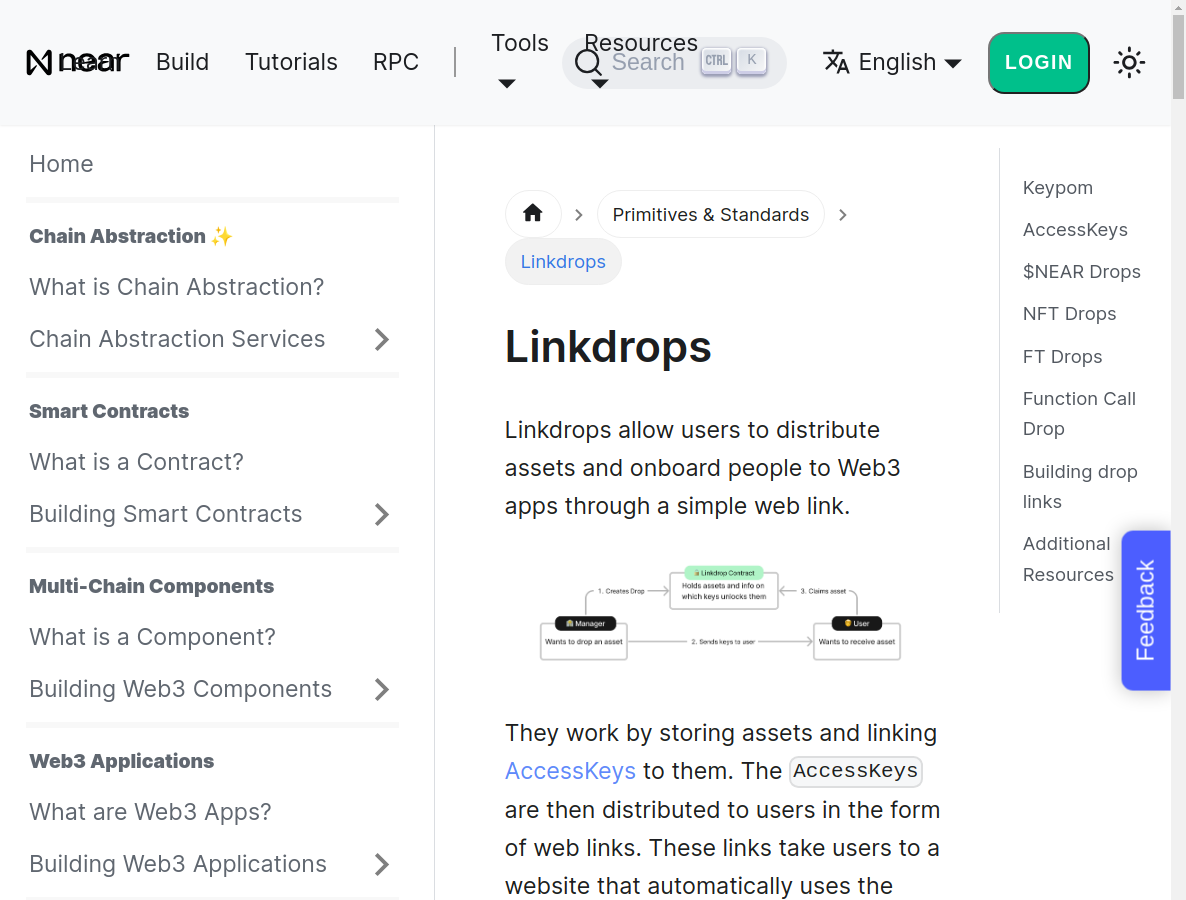 near
Learn
Build
Tutorials
RPC
Tools
Resources
Search
CTRL
K
English
LOGIN
Home
Chain Abstraction ✨
What is Chain Abstraction?
Chain Abstraction Services
Smart Contracts
What is a Contract?
Building Smart Contracts
Multi-Chain Components
What is a Component?
Building Web3 Components
Web3 Applications
What are Web3 Apps?
Building Web3 Applications
Primitives & Standards
Linkdrops
Linkdrops
Linkdrops allow users to distribute
assets and onboard people to Web3
apps through a simple web link.
Linkdrop Contract
Holds assets and info on
which keys unlocks them
1. Creates Drop
3. Claims asset
Manager
Wants to drop an asset
2. Sends keys to user
User
Wants to receive asset
They work by storing assets and linking
AccessKeys to them. The AccessKeys
are then distributed to users in the form
of web links. These links take users to a
website that automatically uses the
Keypom
AccessKeys
$NEAR Drops
NFT Drops
FT Drops
Function Call
Drop
Building drop
links
Additional
Resources
Feedback